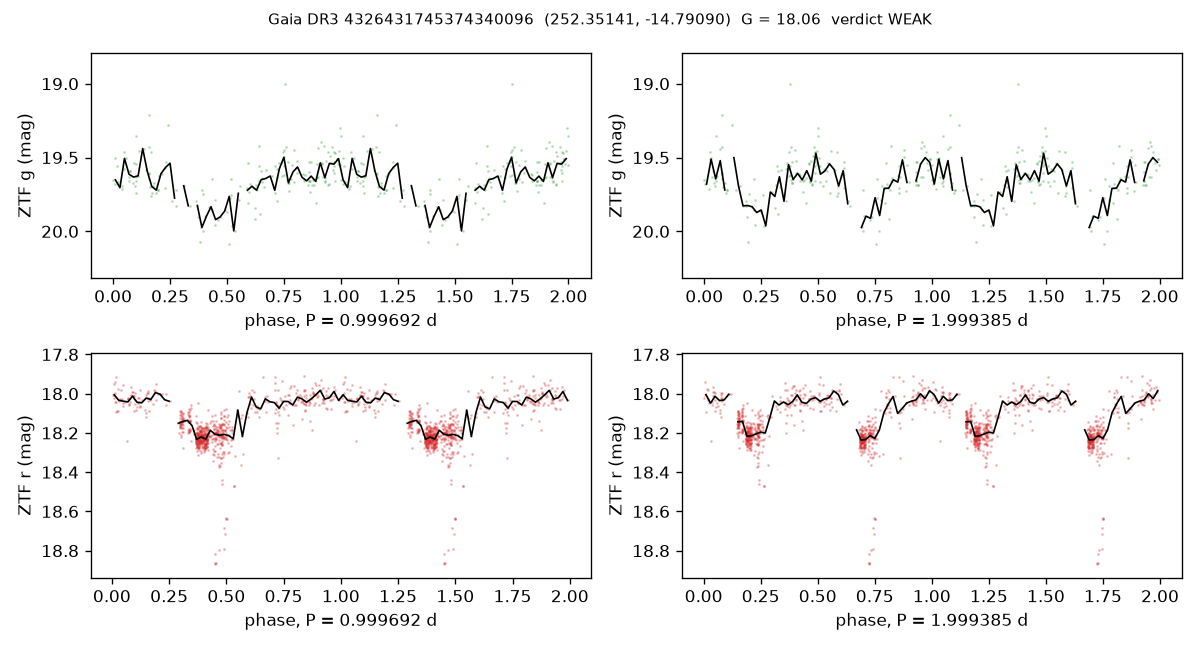 Gaia DR3 4326431745374340096 (252.35141, -14.79090) G = 18.06 verdict WEAK
ZTF g (mag)
19.0
19.5
20.0
0.00 0.25 0.50 0.75 1.00 1.25 1.50 1.75 2.00
phase, P = 0.999692 d
ZTF g (mag)
19.0
19.5
20.0
0.00 0.25 0.50 0.75 1.00 1.25 1.50 1.75 2.00
phase, P = 1.999385 d
ZTF r (mag)
17.8
18.0
18.2
18.4
18.6
18.8
0.00 0.25 0.50 0.75 1.00 1.25 1.50 1.75 2.00
phase, P = 0.999692 d
ZTF r (mag)
17.8
18.0
18.2
18.4
18.6
18.8
0.00 0.25 0.50 0.75 1.00 1.25 1.50 1.75 2.00
phase, P = 1.999385 d